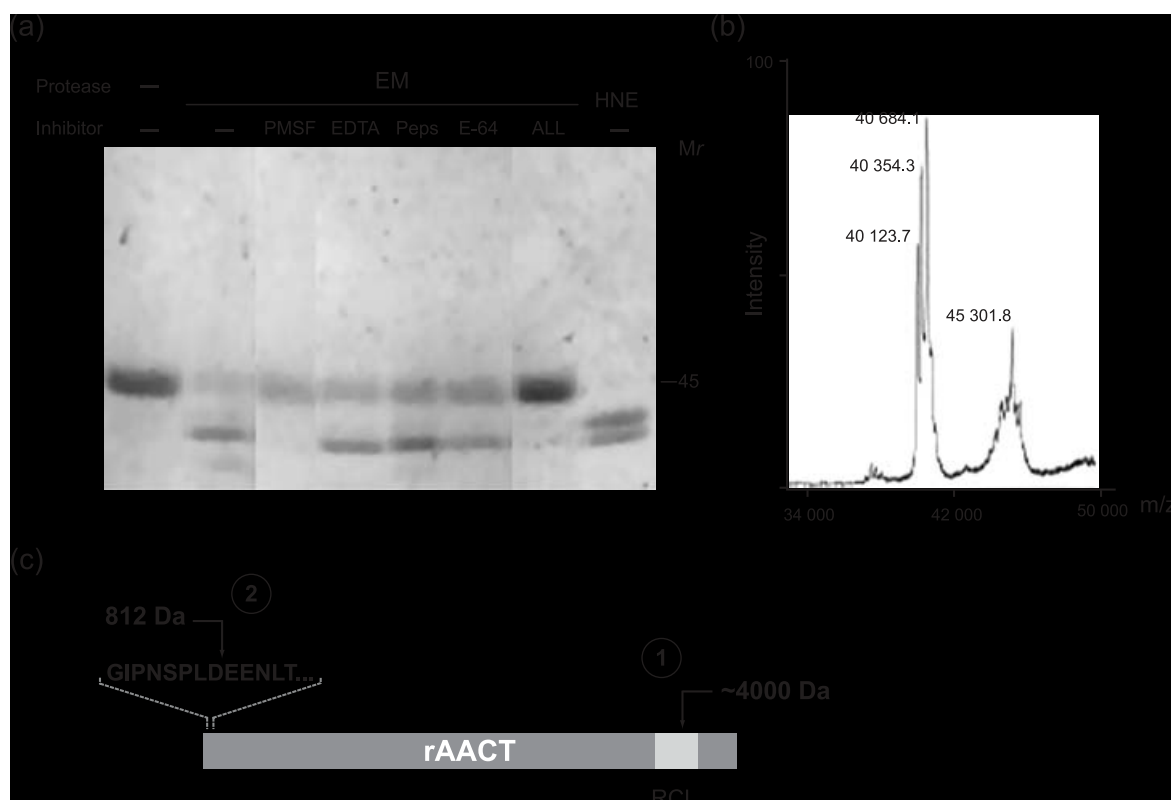 (a)
(b)
Protease – EM HNE
Inhibitor – – PMSF EDTA Peps E-64 ALL –
Mr
–45
100
Intensity
40 684.1
40 354.3
40 123.7
45 301.8
34 000 42 000 50 000 m/z
(c)
2
812 Da
GIPNSPLDEENLT...
1
~4000 Da
rAACT
RCL